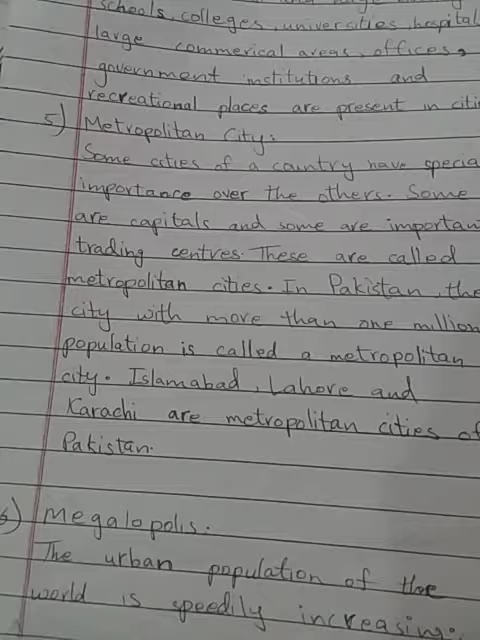 schools, colleges, universities, hospital
large commerical areas, offices,
government institutions and
recreational places are present in citi
5) Metropolitan City:
Some cities of a country have specia
importance over the others. Some
are capitals and some are importan
trading centres. These are called
metropolitan cities. In Pakistan, the
city with more than one million
population is called a metropolitan
city. Islamabad, Lahore and
Karachi are metropolitan cities of
Pakistan.
6) Megalopolis.
The urban population of the
world is speedily increasing.